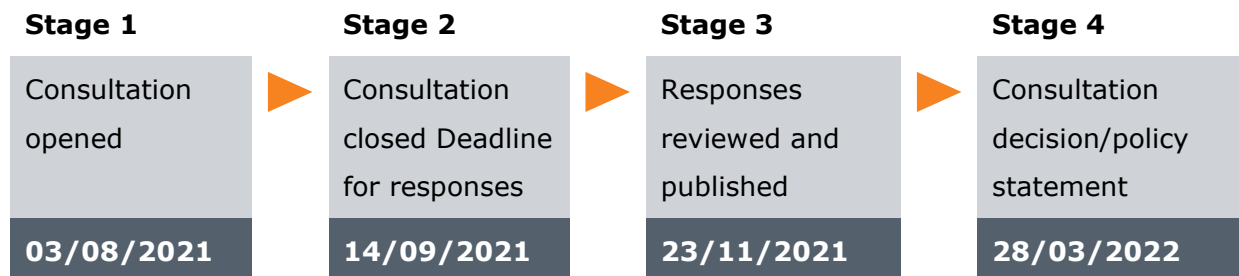 Stage 1
Consultation
opened
03/08/2021
Stage 2
Consultation
closed Deadline
for responses
14/09/2021
Stage 3
Responses
reviewed and
published
23/11/2021
Stage 4
Consultation
decision/policy
statement
28/03/2022